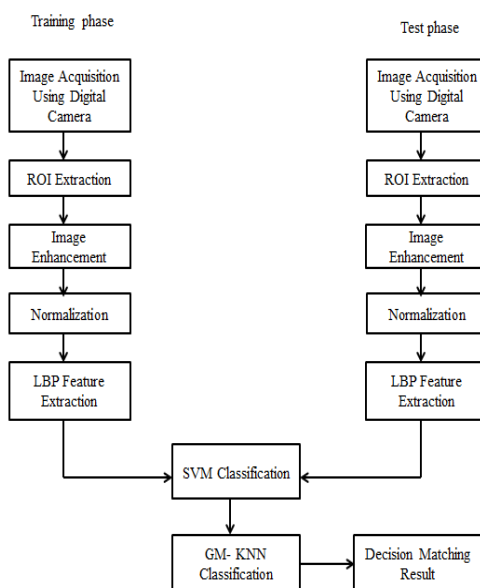 Training phase
Image Acquisition
Using Digital
Camera
ROI Extraction
Image
Enhancement
Normalization
LBP Feature
Extraction
Test phase
Image Acquisition
Using Digital
Camera
ROI Extraction
Image
Enhancement
Normalization
LBP Feature
Extraction
SVM Classification
GM- KNN
Classification
Decision Matching
Result